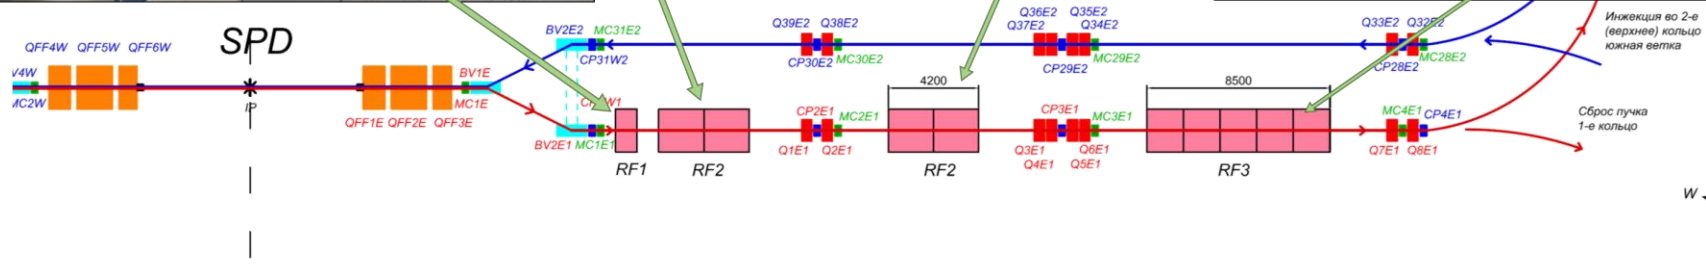 Q39E2 Q38E2
Q36E2 Q35E2
Q37E2 Q34E2
Q33E2 Q32E2
Инжекция во 2-е
(верхнее) кольцо
южная ветка
QFF4W QFF5W QFF6W
SPD
BV2E2 MC31E2
CP31W2
CP30E2 MC30E2
MC29E2
CP29E2
MC28E2
CP28E2
V4W
BV1E
4200
8500
MC2W
IP
MC1E
CP2E1 MC2E1
CP3E1 MC3E1
MC4E1 CP4E1
Сброс пучка
1-е кольцо
QFF1E QFF2E QFF3E
BV2E1 MC1E1
Q1E1 Q2E1
Q3E1 Q6E1
Q4E1 Q5E1
Q7E1 Q8E1
RF1 RF2 RF2 RF3
W